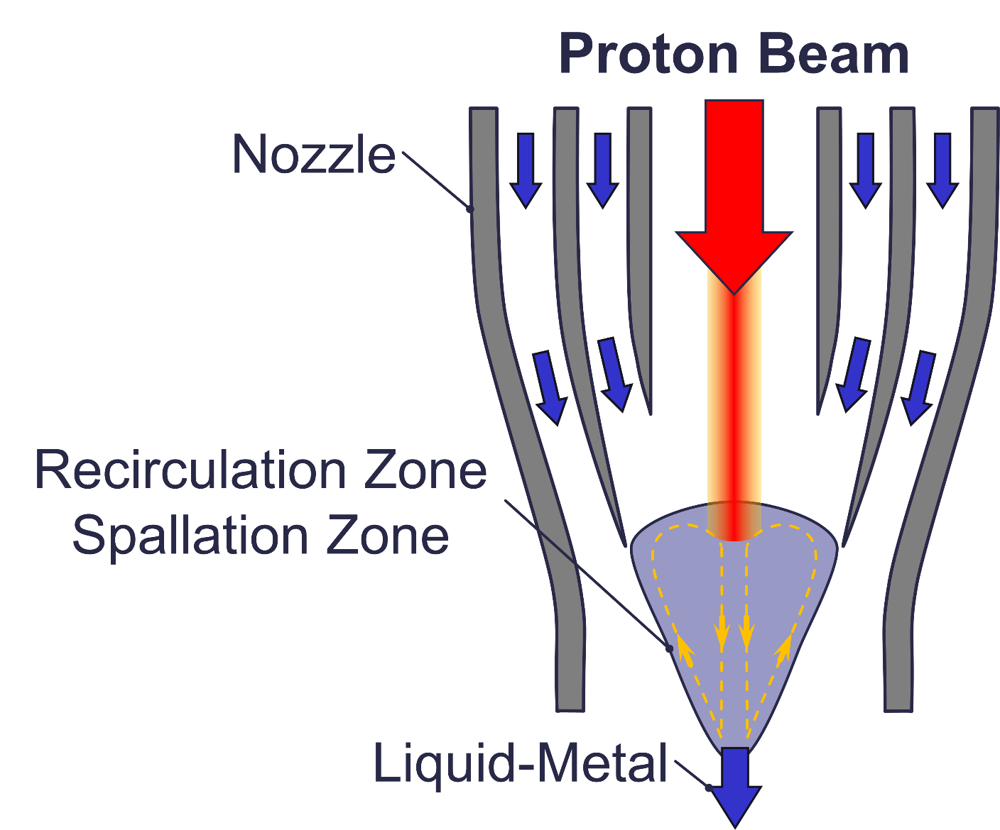 Proton Beam
Nozzle
Recirculation Zone
Spallation Zone
Liquid-Metal